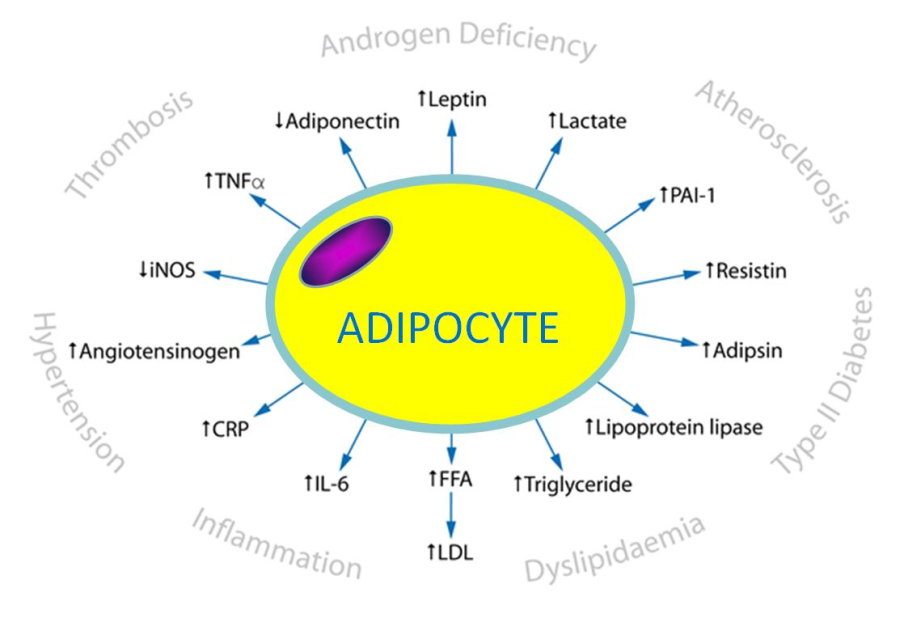 Androgen Deficiency
Thrombosis
Atherosclerosis
↑Leptin
↓Adiponectin
↑Lactate
↑TNFα
↑PAI-1
↓iNOS
↑Resistin
ADIPOCYTE
Hypertension
↑Angiotensinogen
↑Adipsin
Type II Diabetes
↑CRP
↑Lipoprotein lipase
↑IL-6
↑FFA
↑Triglyceride
↑LDL
Inflammation
Dyslipidaemia